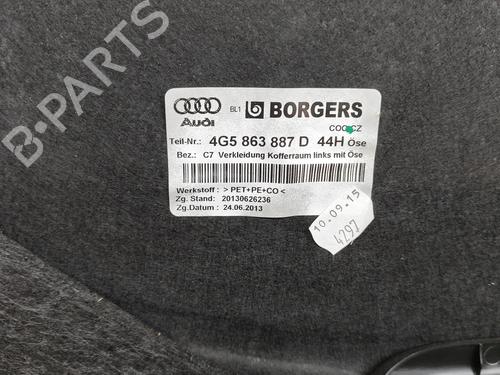 BL1 BORGERS
Audi
COO CZ
Teil-Nr.: 4G5 863 887 D 44H Öse
Bez.: C7 Verkleidung Kofferraum links mit Öse
Werkstoff : > PET+PE+CO <
Zg. Stand: 20130626236
Zg.Datum : 24.06.2013
10.09.15
4297
B-PARTS